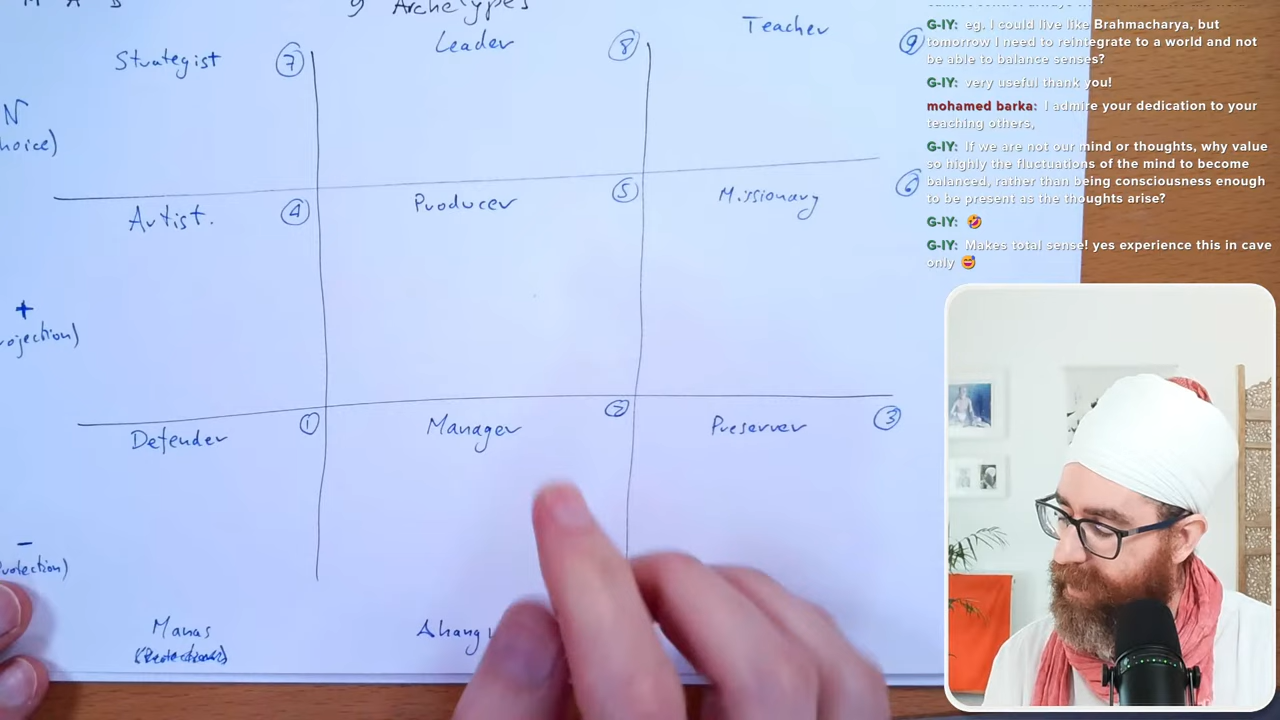 9 Archetypes
Strategist 7
Leader 8
Teacher 9
N
hoice)
Artist. 4
Producer 5
Missionary 6
+
ojection)
Defender 1
Manager 2
Preserver 3
-
rotection)
Manas
Ahang
G-IY: eg. I could live like Brahmacharya, but
tomorrow I need to reintegrate to a world and not
be able to balance senses?
G-IY: very useful thank you!
mohamed barka: I admire your dedication to your
teaching others,
G-IY: If we are not our mind or thoughts, why value
so highly the fluctuations of the mind to become
balanced, rather than being consciousness enough
to be present as the thoughts arise?
G-IY: 🤣
G-IY: Makes total sense! yes experience this in cave
only 😅